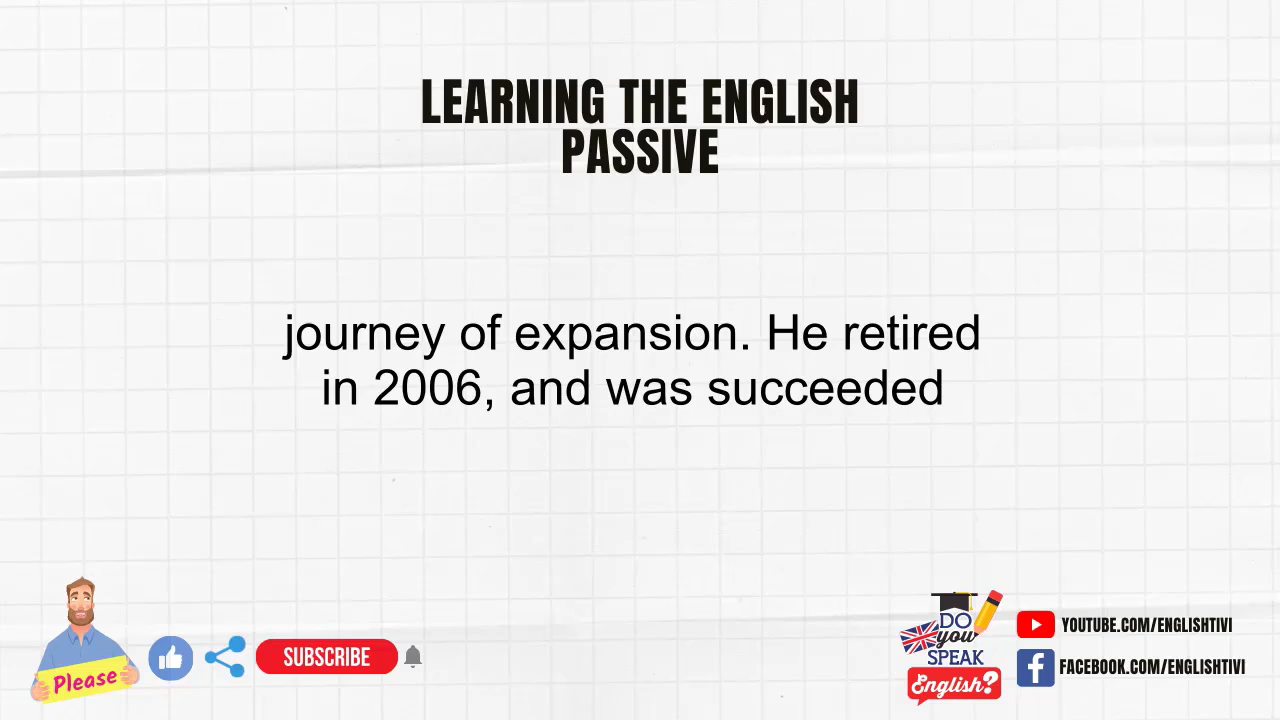 LEARNING THE ENGLISH
PASSIVE
journey of expansion. He retired
in 2006, and was succeeded
Please
SUBSCRIBE
DO
you
SPEAK
English?
YOUTUBE.COM/ENGLISHTIVI
FACEBOOK.COM/ENGLISHTIVI